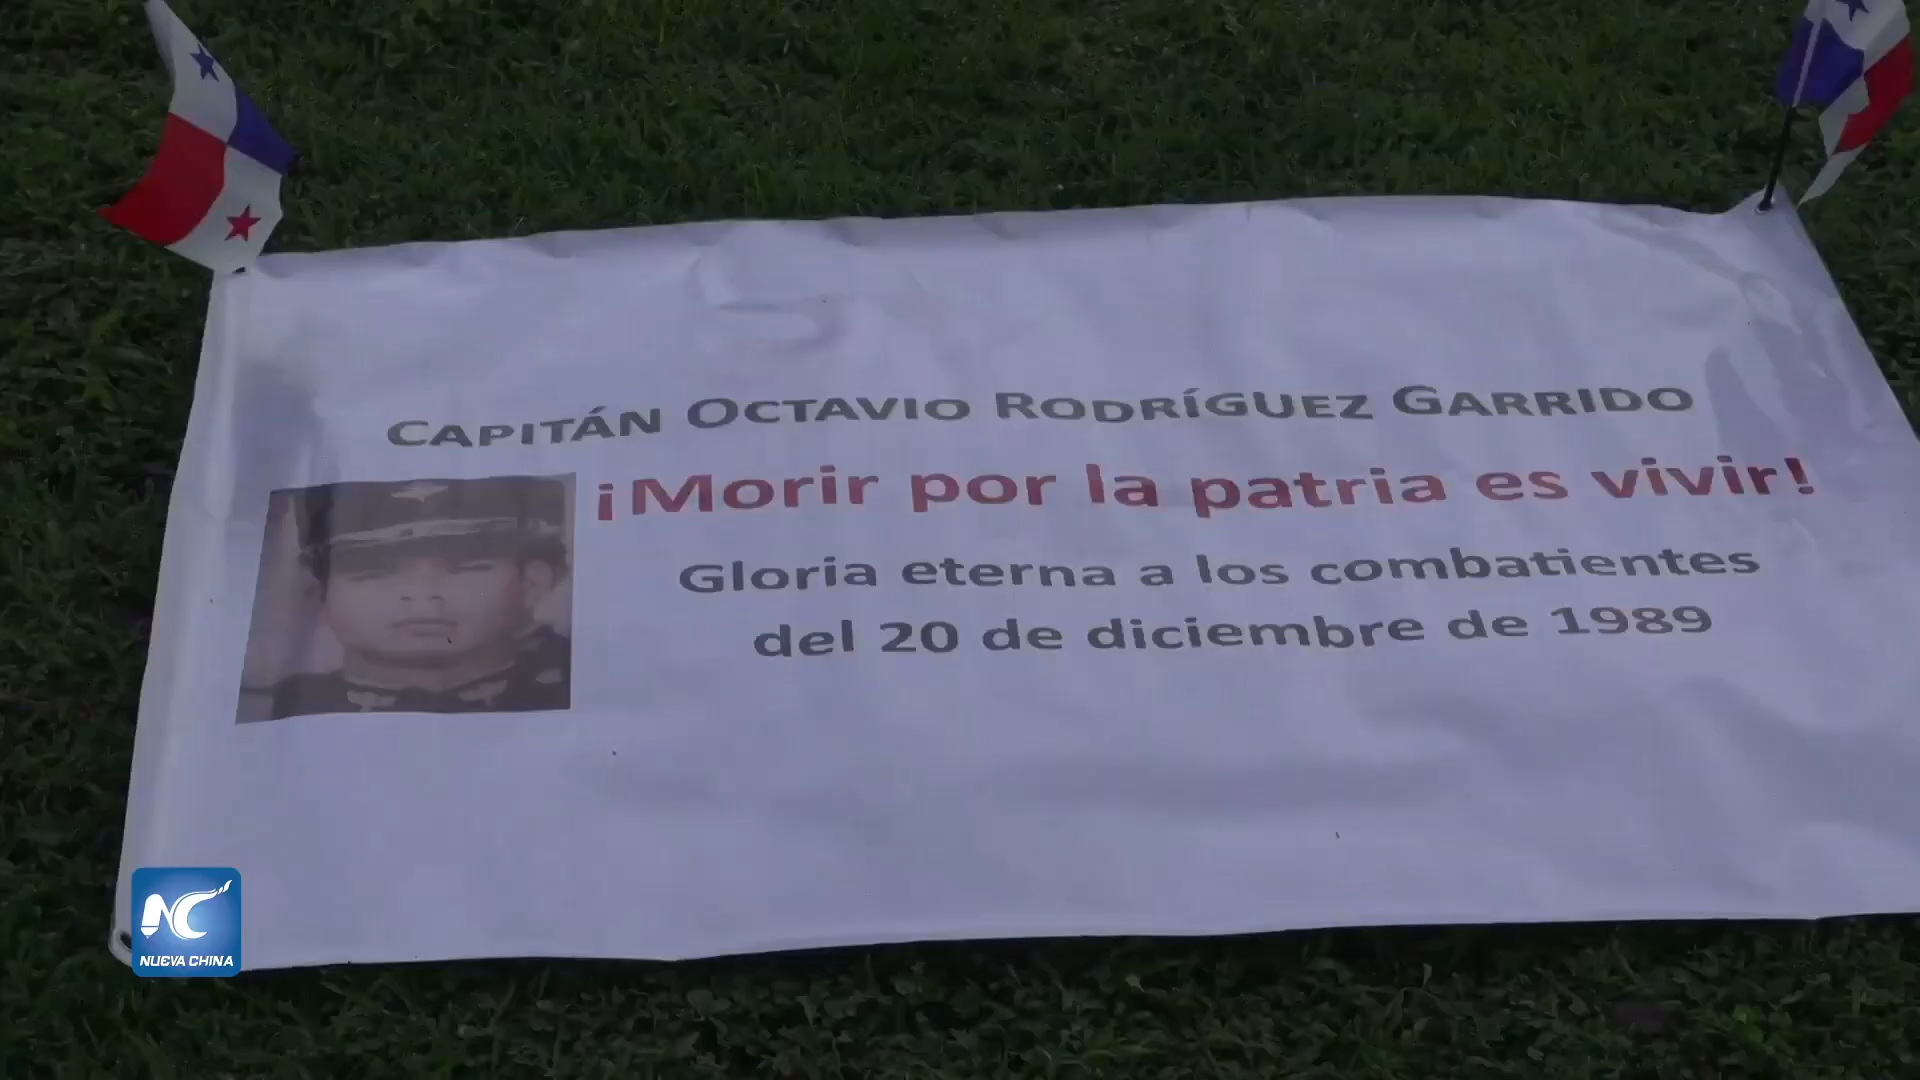 CAPITÁN OCTAVIO RODRÍGUEZ GARRIDO
¡Morir por la patria es vivir!
Gloria eterna a los combatientes
del 20 de diciembre de 1989
NC
NUEVA CHINA